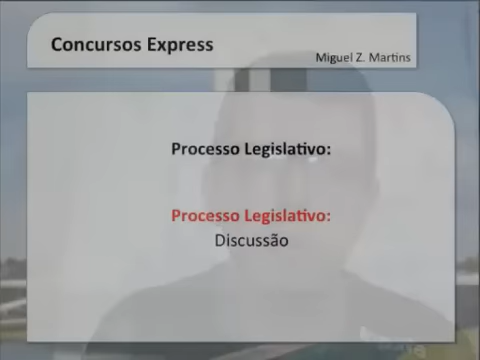 Concursos Express
Miguel Z. Martins
Processo Legislativo:
Processo Legislativo:
Discussão